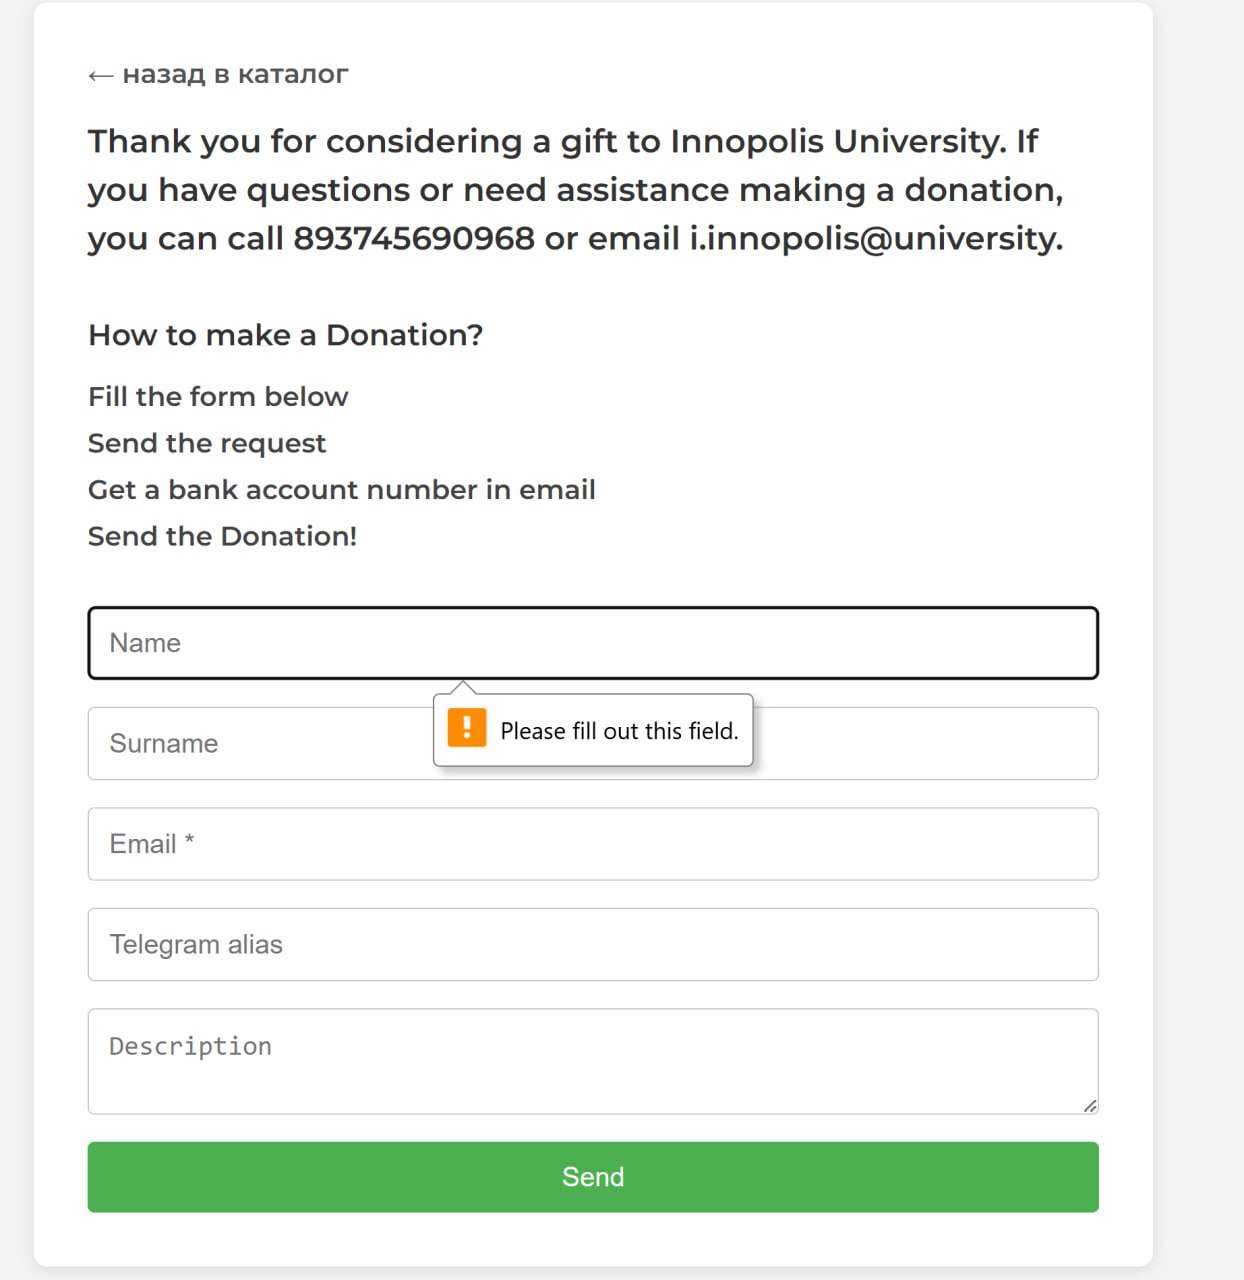 ← назад в каталог
Thank you for considering a gift to Innopolis University. If
you have questions or need assistance making a donation,
you can call 893745690968 or email i.innopolis@university.
How to make a Donation?
Fill the form below
Send the request
Get a bank account number in email
Send the Donation!
Name
Please fill out this field.
Surname
Email *
Telegram alias
Description
Send